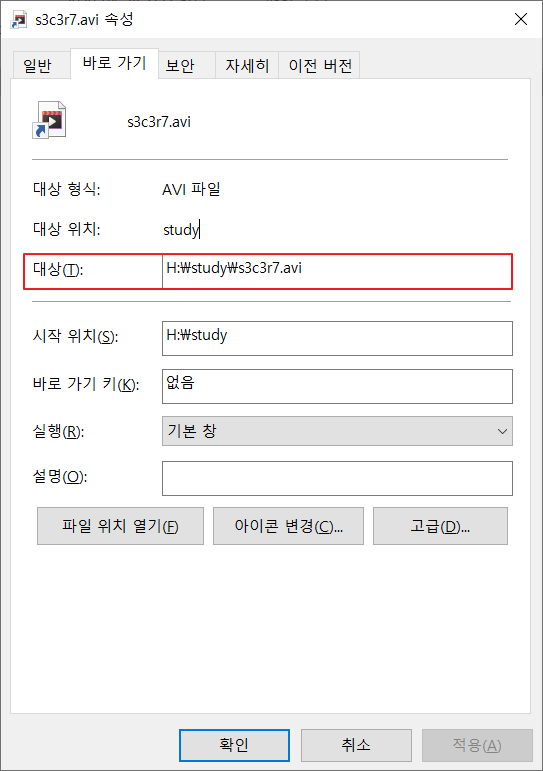 s3c3r7.avi 속성
일반 바로 가기 보안 자세히 이전 버전
s3c3r7.avi
대상 형식: AVI 파일
대상 위치: study
대상(T): H:₩study₩s3c3r7.avi
시작 위치(S): H:₩study
바로 가기 키(K): 없음
실행(R): 기본 창
설명(O):
파일 위치 열기(F) 아이콘 변경(C)... 고급(D)...
확인 취소 적용(A)